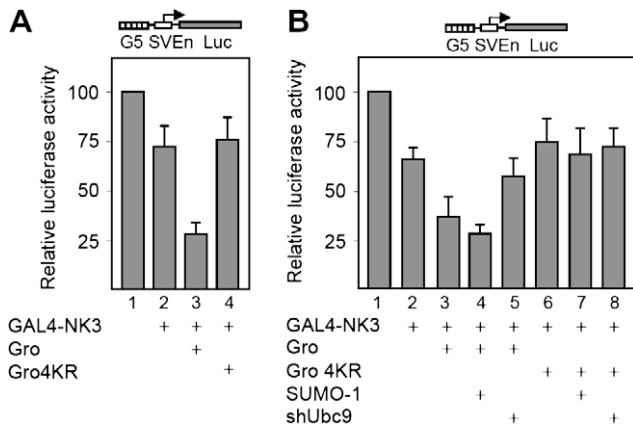 A
G5 SVEn Luc
Relative luciferase activity
100
75
50
25
1 2 3 4
GAL4-NK3 + + +
Gro +
Gro4KR +
B
G5 SVEn Luc
Relative luciferase activity
100
75
50
25
1 2 3 4 5 6 7 8
GAL4-NK3 + + + + + + +
Gro + + +
Gro 4KR + + +
SUMO-1 + +
shUbc9 + +